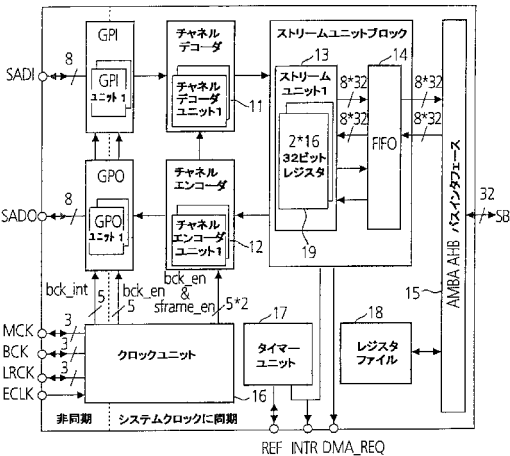 GPI
チャネル
デコーダ
ストリームユニットブロック
SADI
8
GPI
ユニット1
チャネル
デコーダ
ユニット1
11
13
ストリーム
ユニット1
14
8*32
8*32
8*32
8*32
2*16
32ビット
レジスタ
19
FIFO
AMBA AHB バスインタフェース
15
32
SB
SADO
8
GPO
GPO
ユニット1
チャネル
エンコーダ
チャネル
エンコーダ
ユニット1
12
bck_int
5
bck_en
5
bck_en
&
sframe_en
5*2
MCK
3
BCK
3
LRCK
3
ECLK
クロックユニット
16
17
タイマー
ユニット
18
レジスタ
ファイル
非同期
システムクロックに同期
REF
INTR
DMA_REQ